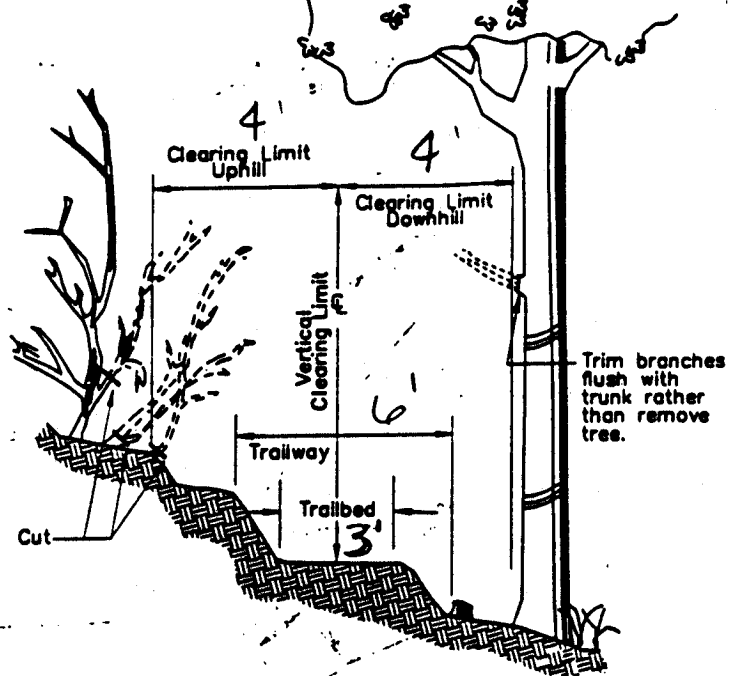 4'
Clearing Limit
Uphill
4'
Clearing Limit
Downhill
Vertical
Clearing Limit
6'
Trailway
Trailbed
3'
Trim branches
flush with
trunk rather
than remove
tree.
Cut